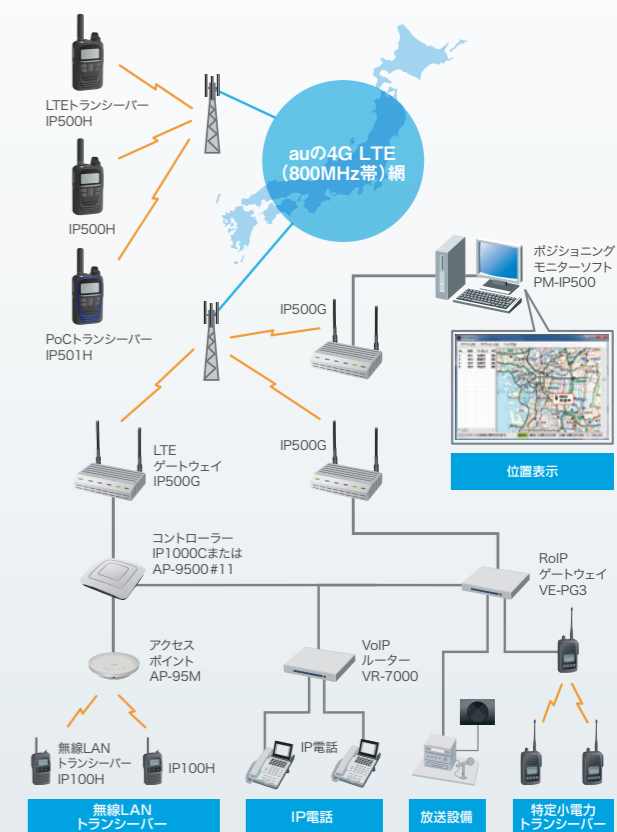 LTEトランシーバー
IP500H
auの4G LTE
（800MHz帯）網
IP500H
ポジショニング
モニターソフト
PM-IP500
PoCトランシーバー
IP501H
IP500G
位置表示
LTE
ゲートウェイ
IP500G
IP500G
コントローラー
IP1000Cまたは
AP-9500#11
RoIP
ゲートウェイ
VE-PG3
アクセス
ポイント
AP-95M
VoIP
ルーター
VR-7000
無線LAN
トランシーバー
IP100H
IP100H
IP電話
無線LAN
トランシーバー
IP電話
放送設備
特定小電力
トランシーバー